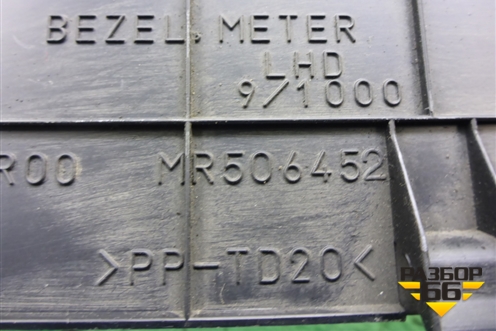 BEZEL, METER
LHD
9/1000
R00 MR506452
>PP-TD20<
РАЗБОР
66